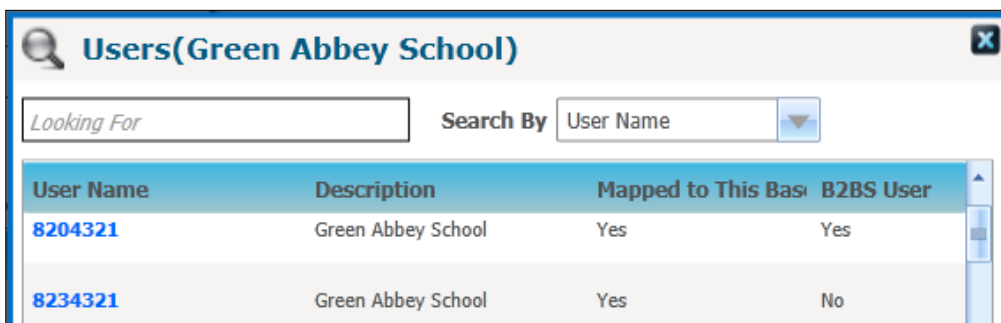 Users(Green Abbey School)
Looking For Search By User Name
User Name Description Mapped to This Bas B2BS User
8204321 Green Abbey School Yes Yes
8234321 Green Abbey School Yes No